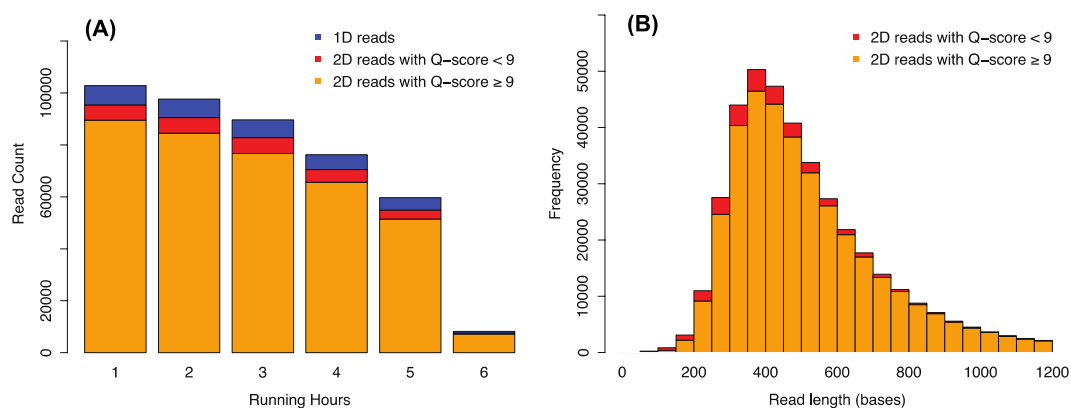 (A)
1D reads
2D reads with Q−score < 9
2D reads with Q−score ≥ 9
Read Count
0
20000
60000
100000
1 2 3 4 5 6
Running Hours
(B)
2D reads with Q−score < 9
2D reads with Q−score ≥ 9
Frequency
0
10000
20000
30000
40000
50000
0 200 400 600 800 1000 1200
Read length (bases)